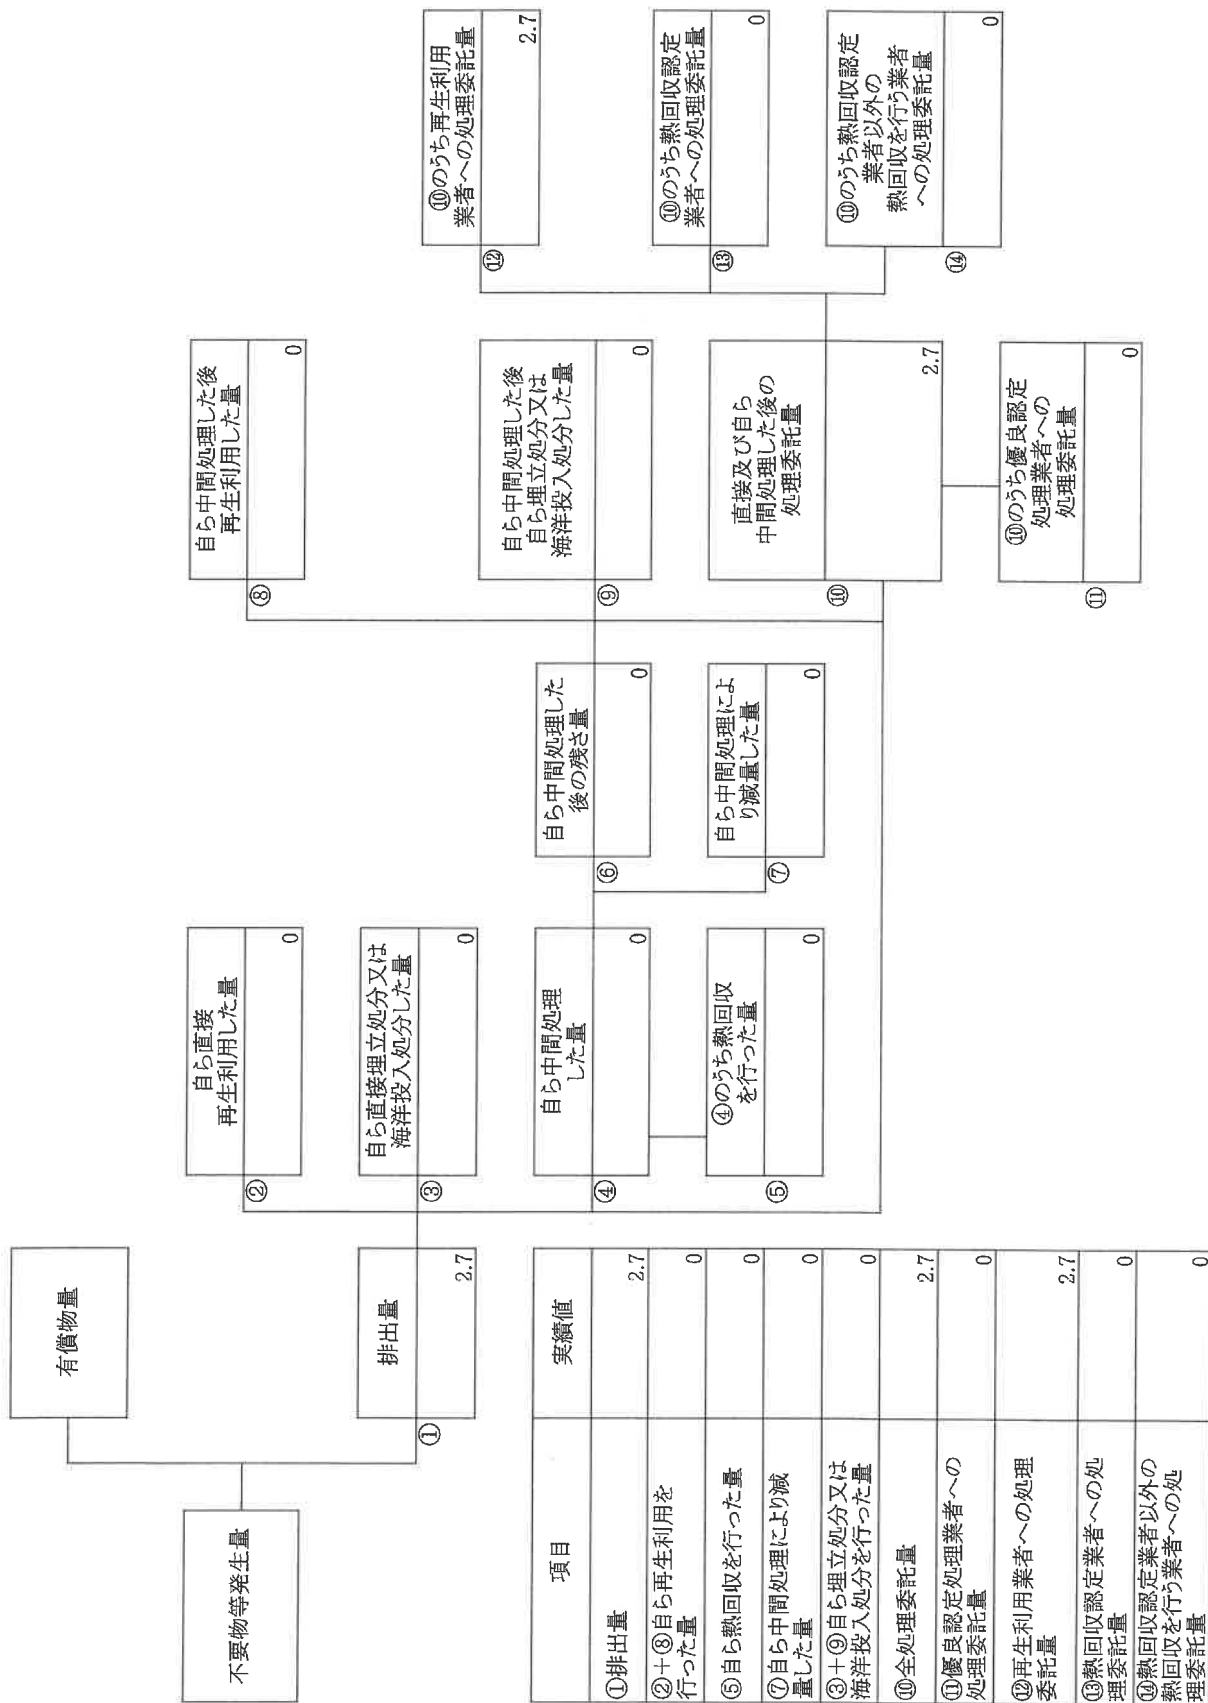 不要物等発生量
有償物量
①
排出量
2.7
②
自ら直接
再生利用した量
0
③
自ら直接埋立処分又は
海洋投入処分した量
0
④
自ら中間処理
した量
0
⑤
④のうち熱回収
を行った量
0
⑥
自ら中間処理した
後の残さ量
0
⑦
自ら中間処理によ
り減量した量
0
⑧
自ら中間処理した後
再生利用した量
0
⑨
自ら中間処理した後
自ら埋立処分又は
海洋投入処分した量
0
⑩
直接及び自ら
中間処理した後の
処理委託量
2.7
⑪
⑩のうち優良認定
処理業者への
処理委託量
0
⑫
⑩のうち再生利用
業者への処理委託量
2.7
⑬
⑩のうち熱回収認定
業者への処理委託量
0
⑭
⑩のうち熱回収認定
業者以外の
熱回収を行う業者
への処理委託量
0
項目
実績値
①排出量
2.7
②+⑧自ら再生利用を
行った量
0
⑤自ら熱回収を行った量
0
⑦自ら中間処理により減
量した量
0
③+⑨自ら埋立処分又は
海洋投入処分を行った量
0
⑩全処理委託量
2.7
⑪優良認定処理業者への
処理委託量
0
⑫再生利用業者への処理
委託量
2.7
⑬熱回収認定業者への処
理委託量
0
⑭熱回収認定業者以外の
熱回収を行う業者への処
理委託量
0